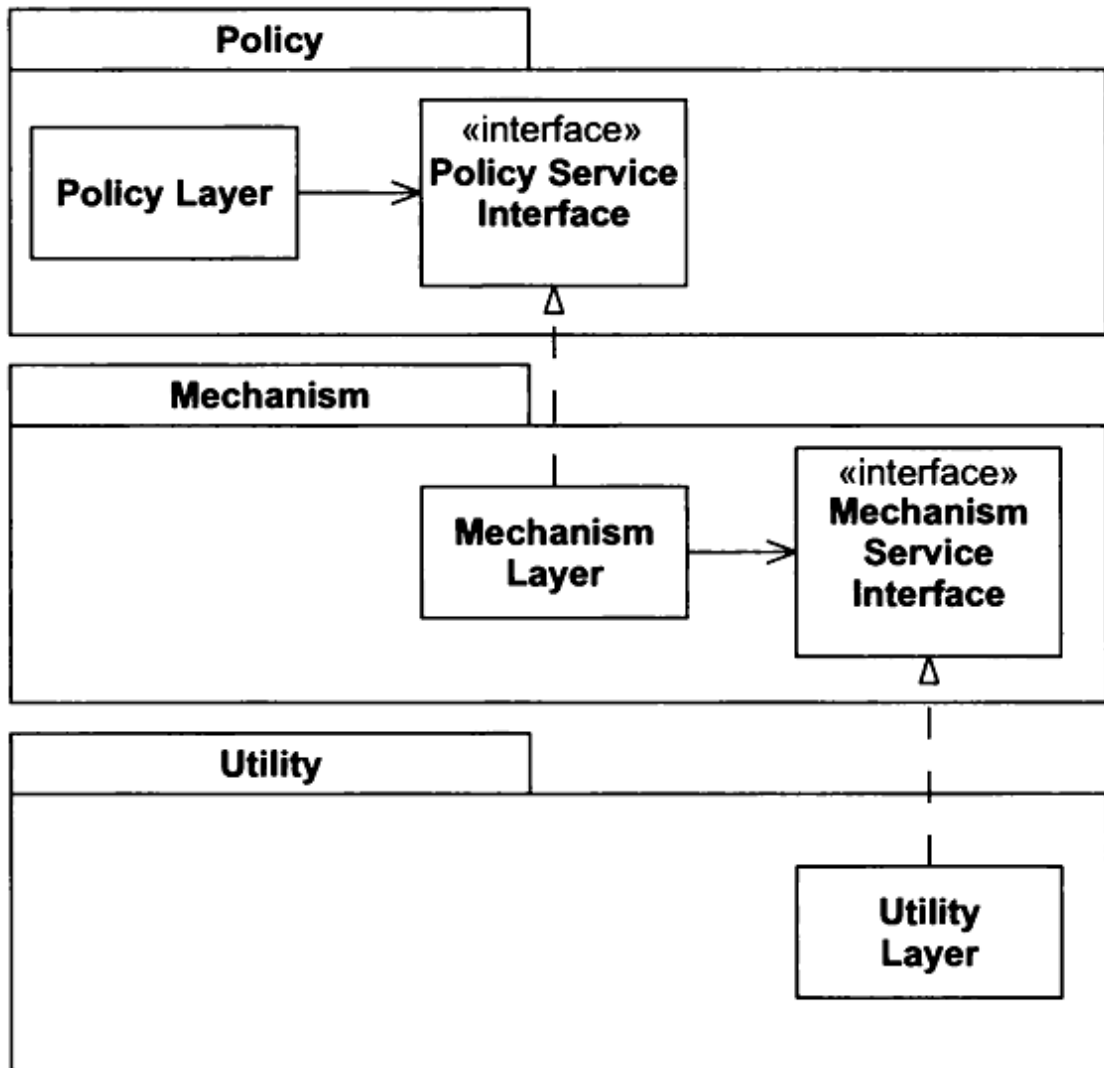 Policy
Policy Layer
«interface»
Policy Service
Interface
Mechanism
Mechanism
Layer
«interface»
Mechanism
Service
Interface
Utility
Utility
Layer